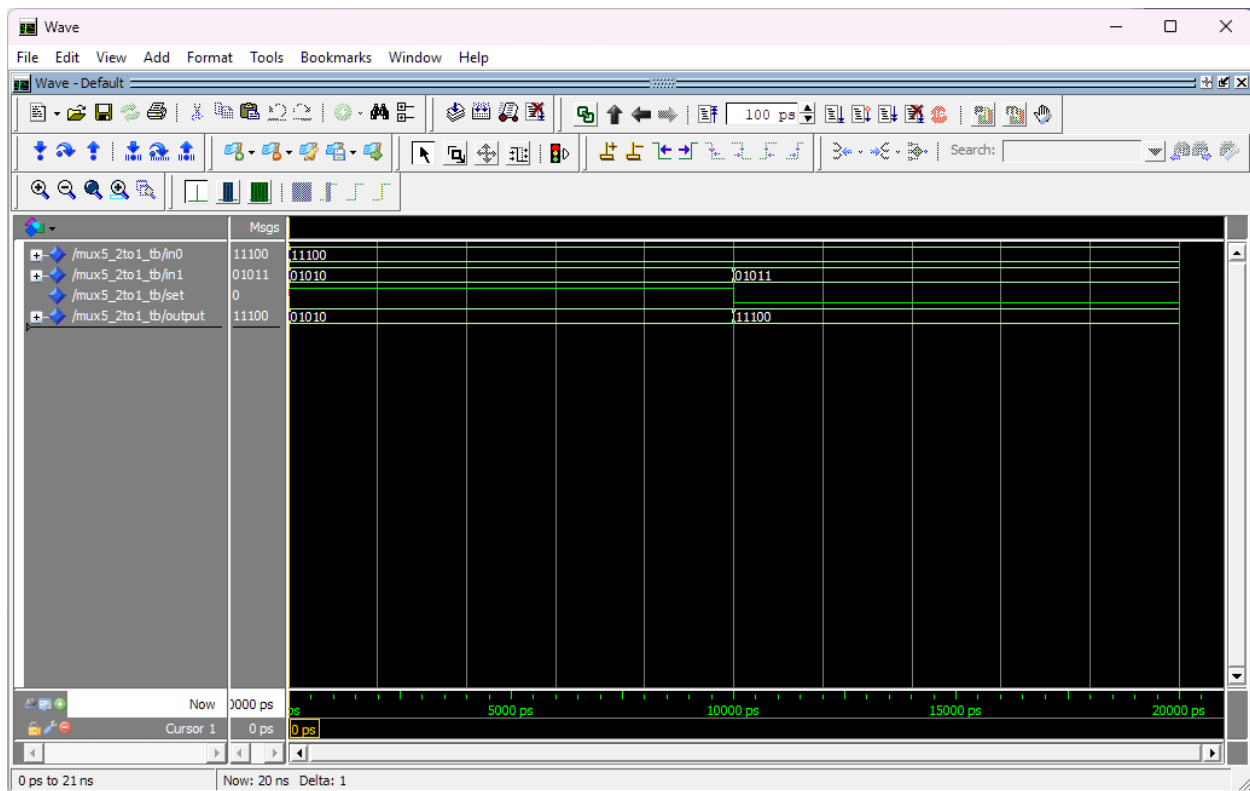 Wave
File Edit View Add Format Tools Bookmarks Window Help
Wave - Default
100 ps
Search:
Msgs
/mux5_2to1_tb/in0 11100 11100
/mux5_2to1_tb/in1 01011 01010 01011
/mux5_2to1_tb/set 0
/mux5_2to1_tb/output 11100 01010 11100
Now 0000 ps ps 5000 ps 10000 ps 15000 ps 20000 ps
Cursor 1 0 ps 0 ps
0 ps to 21 ns Now: 20 ns Delta: 1